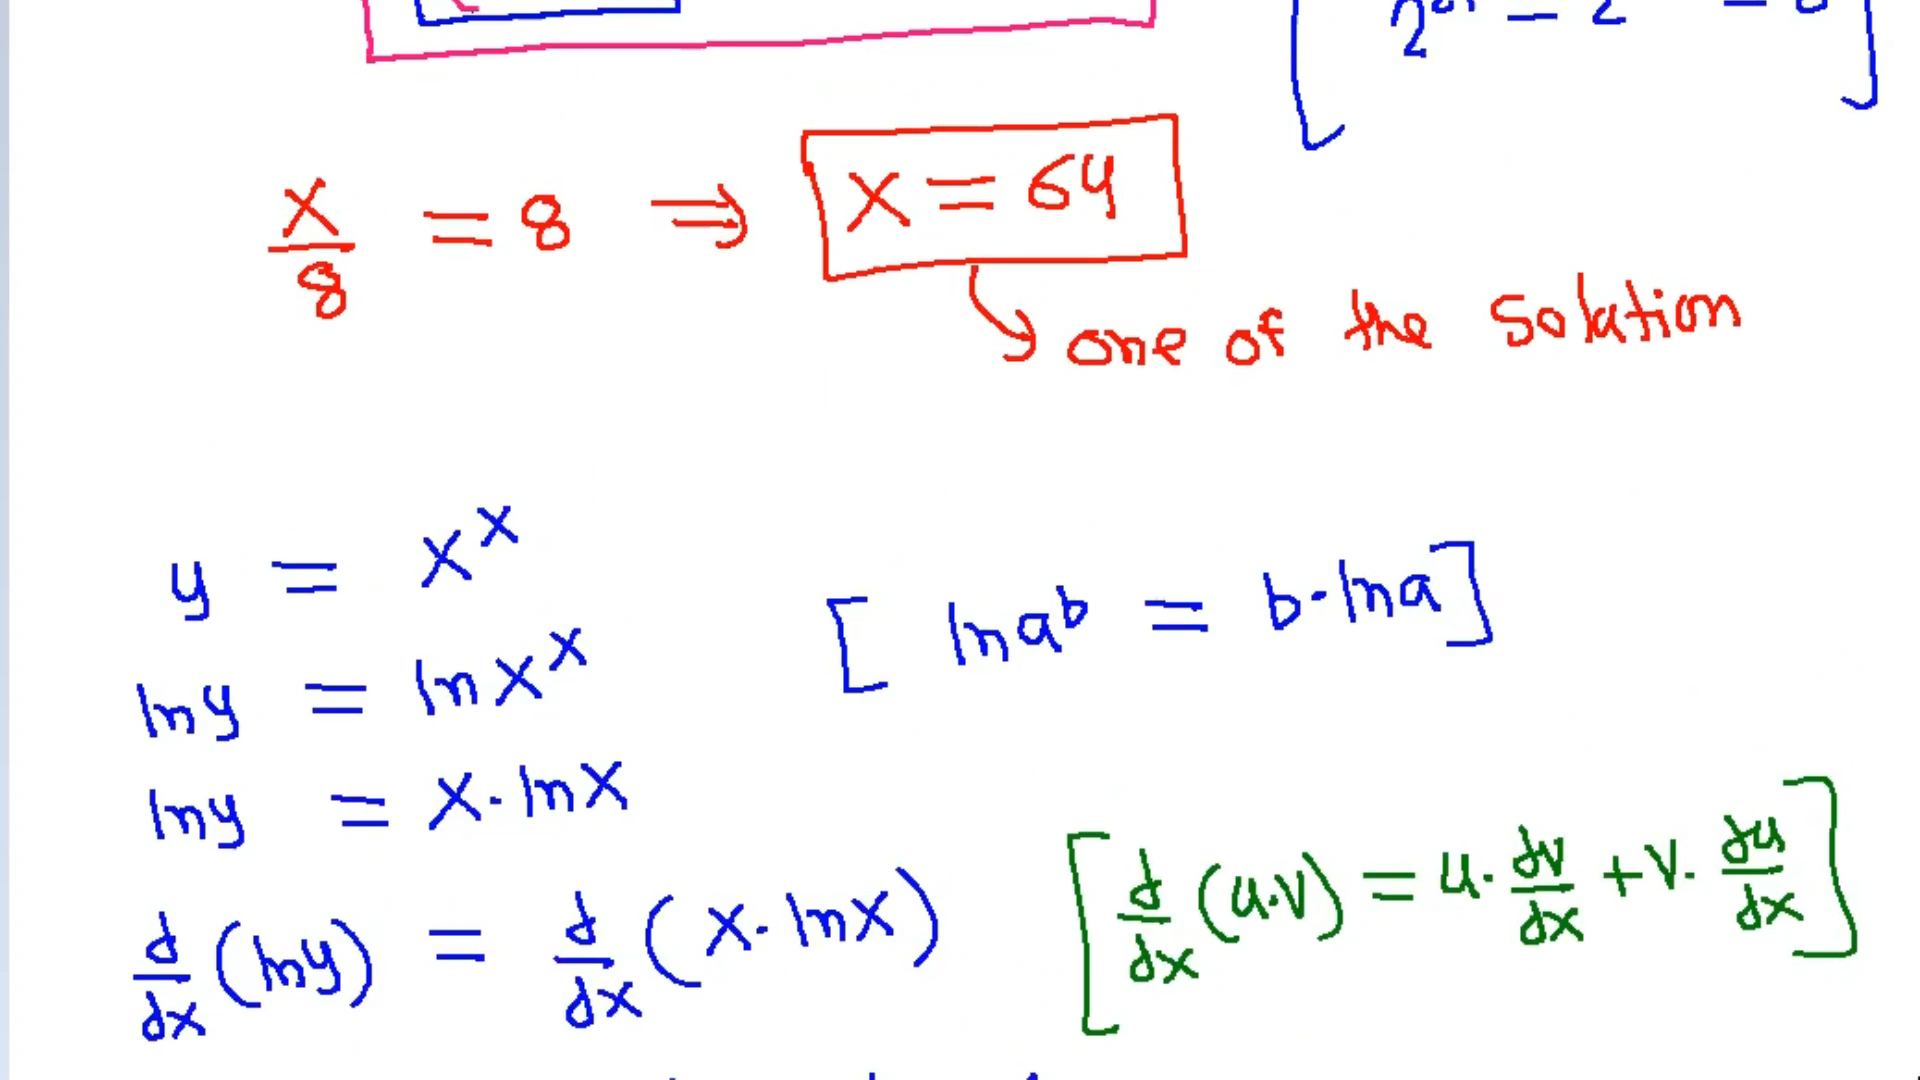 x/8 = 8 ⇒ x = 64
one of the solution
y = x^x
[ ln a^b = b·ln a ]
ln y = ln x^x
ln y = x·ln x
d/dx (ln y) = d/dx (x·ln x) [ d/dx (u·v) = u·dv/dx + v·du/dx ]